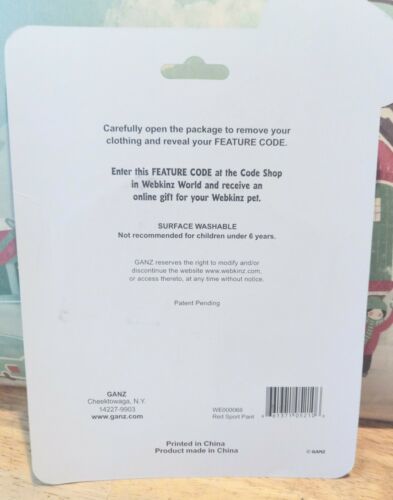 Carefully open the package to remove your
clothing and reveal your FEATURE CODE.
Enter this FEATURE CODE at the Code Shop
in Webkinz World and receive an
online gift for your Webkinz pet.
SURFACE WASHABLE
Not recommended for children under 6 years.
GANZ reserves the right to modify and/or
discontinue the website www.webkinz.com,
or access thereto, at any time without notice.
Patent Pending
GANZ
Cheektowaga, N.Y.
14227-9903
www.ganz.com
WE000068
Red Sport Pant
Printed in China
Product made in China
© GANZ